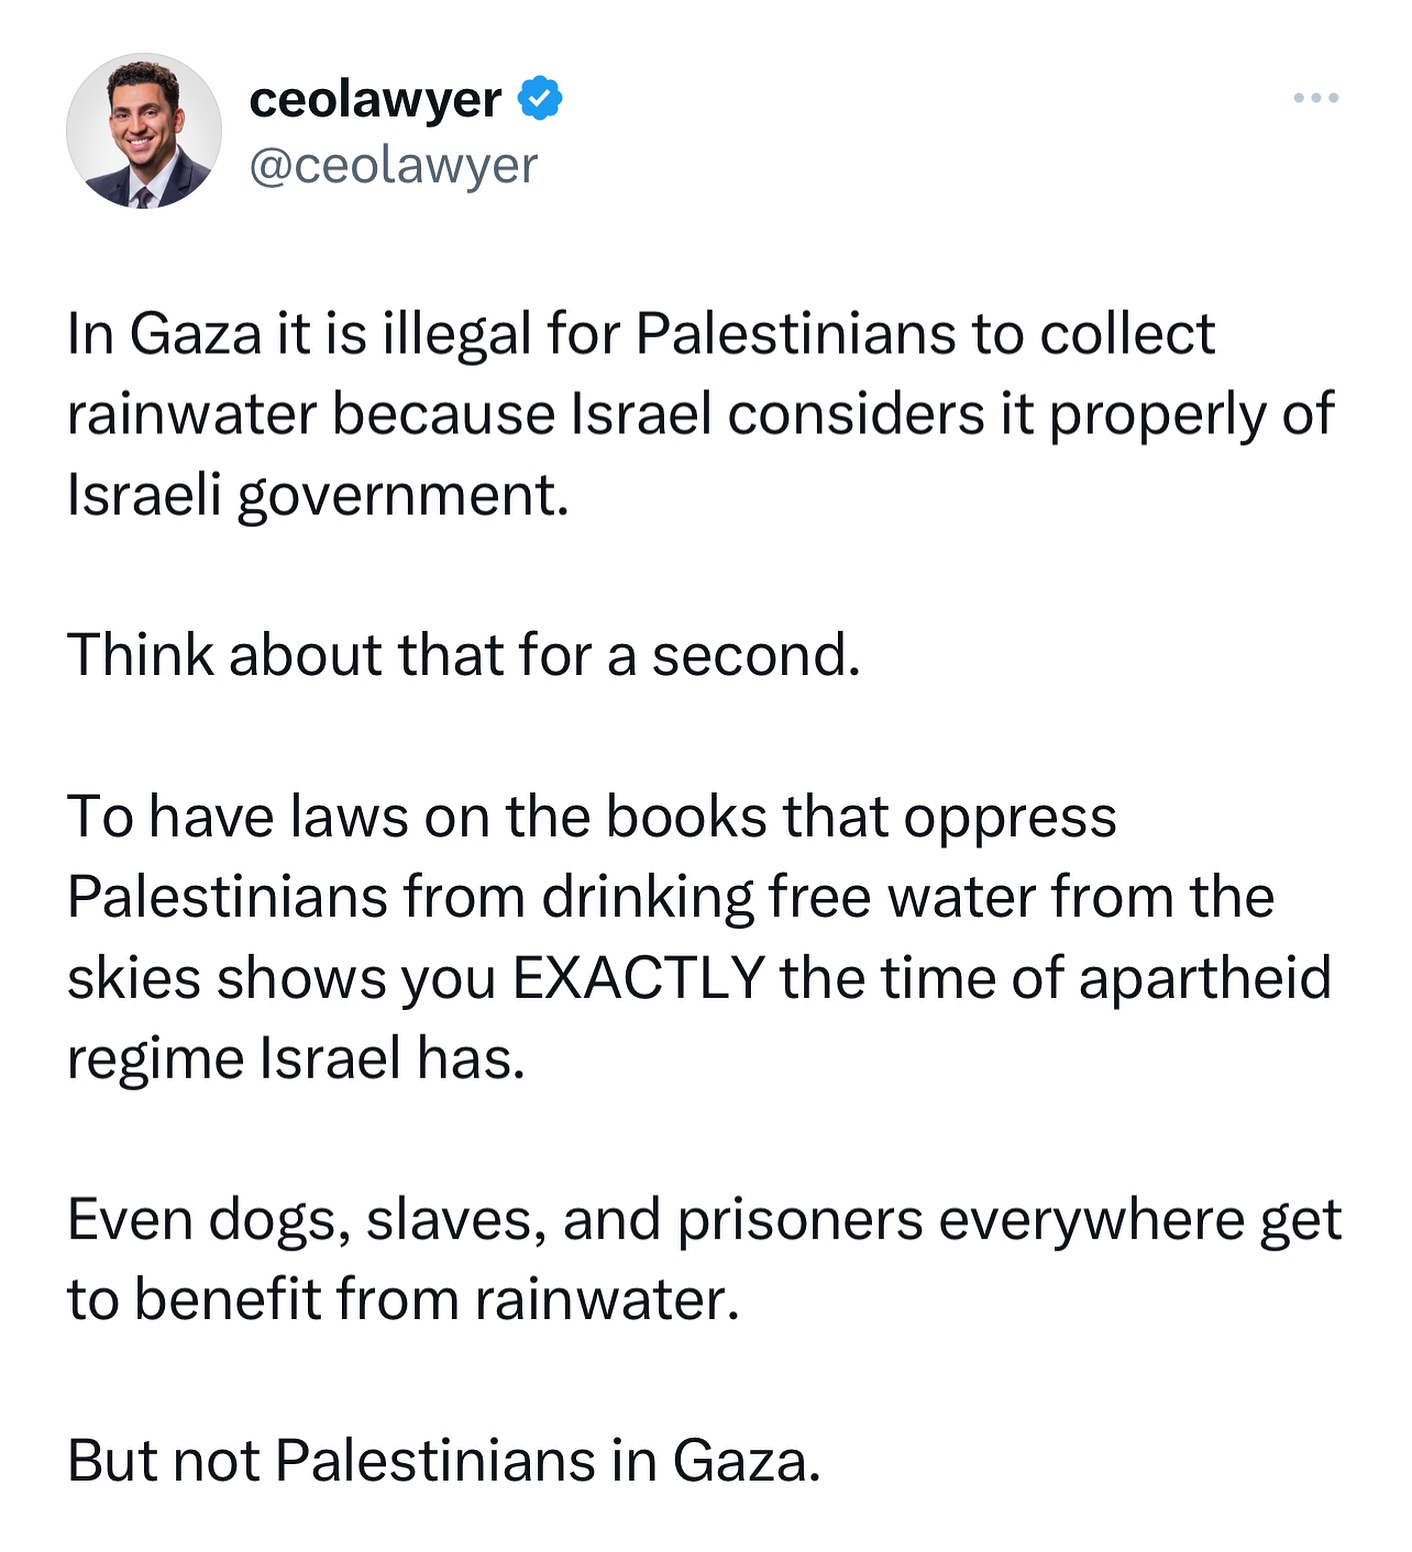 ceolawyer
@ceolawyer
In Gaza it is illegal for Palestinians to collect
rainwater because Israel considers it properly of
Israeli government.
Think about that for a second.
To have laws on the books that oppress
Palestinians from drinking free water from the
skies shows you EXACTLY the time of apartheid
regime Israel has.
Even dogs, slaves, and prisoners everywhere get
to benefit from rainwater.
But not Palestinians in Gaza.